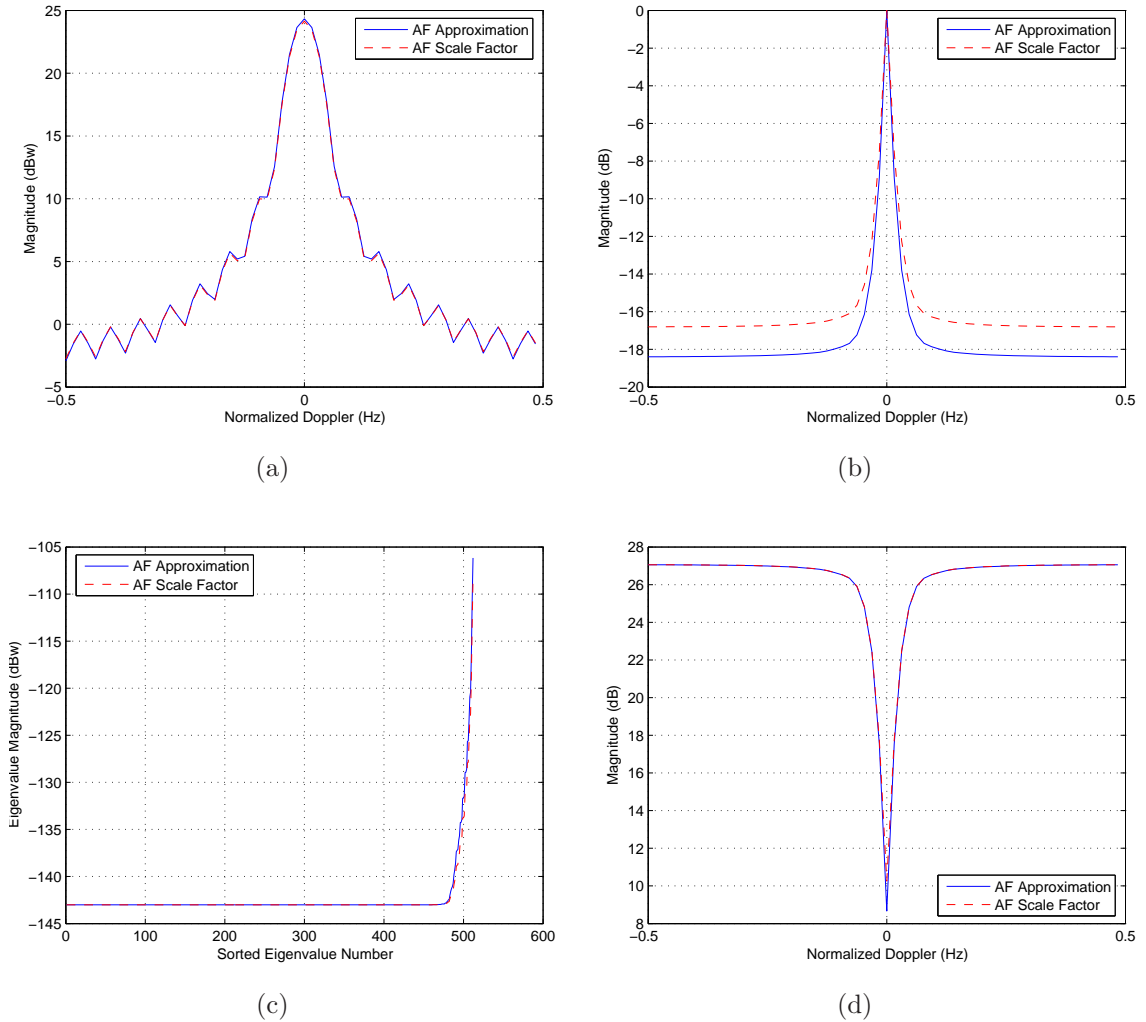 25
20
15
10
5
0
−5
−0.5
0
0.5
Magnitude (dBw)
Normalized Doppler (Hz)
AF Approximation
AF Scale Factor
(a)
0
−2
−4
−6
−8
−10
−12
−14
−16
−18
−20
−0.5
0
0.5
Magnitude (dB)
Normalized Doppler (Hz)
AF Approximation
AF Scale Factor
(b)
−105
−110
−115
−120
−125
−130
−135
−140
−145
0
100
200
300
400
500
600
Eigenvalue Magnitude (dBw)
Sorted Eigenvalue Number
AF Approximation
AF Scale Factor
(c)
28
26
24
22
20
18
16
14
12
10
8
−0.5
0
0.5
Magnitude (dB)
Normalized Doppler (Hz)
AF Approximation
AF Scale Factor
(d)